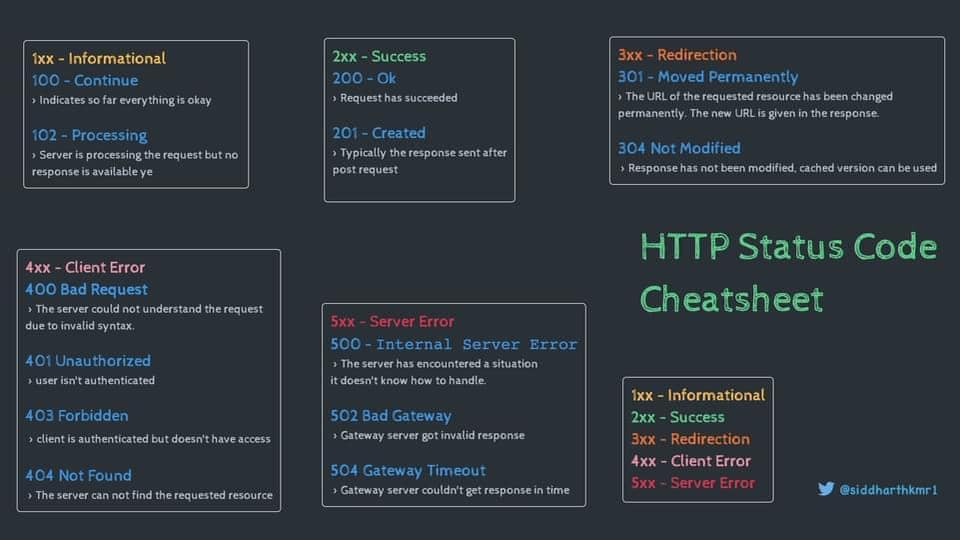 1xx - Informational
100 - Continue
› Indicates so far everything is okay
102 - Processing
› Server is processing the request but no
response is available ye
2xx - Success
200 - Ok
› Request has succeeded
201 - Created
› Typically the response sent after
post request
3xx - Redirection
301 - Moved Permanently
› The URL of the requested resource has been changed
permanently. The new URL is given in the response.
304 Not Modified
› Response has not been modified, cached version can be used
HTTP Status Code
Cheatsheet
4xx - Client Error
400 Bad Request
› The server could not understand the request
due to invalid syntax.
401 Unauthorized
› user isn't authenticated
403 Forbidden
› client is authenticated but doesn't have access
404 Not Found
› The server can not find the requested resource
5xx - Server Error
500 - Internal Server Error
› The server has encountered a situation
it doesn't know how to handle.
502 Bad Gateway
› Gateway server got invalid response
504 Gateway Timeout
› Gateway server couldn't get response in time
1xx - Informational
2xx - Success
3xx - Redirection
4xx - Client Error
5xx - Server Error
@siddharthkmr1